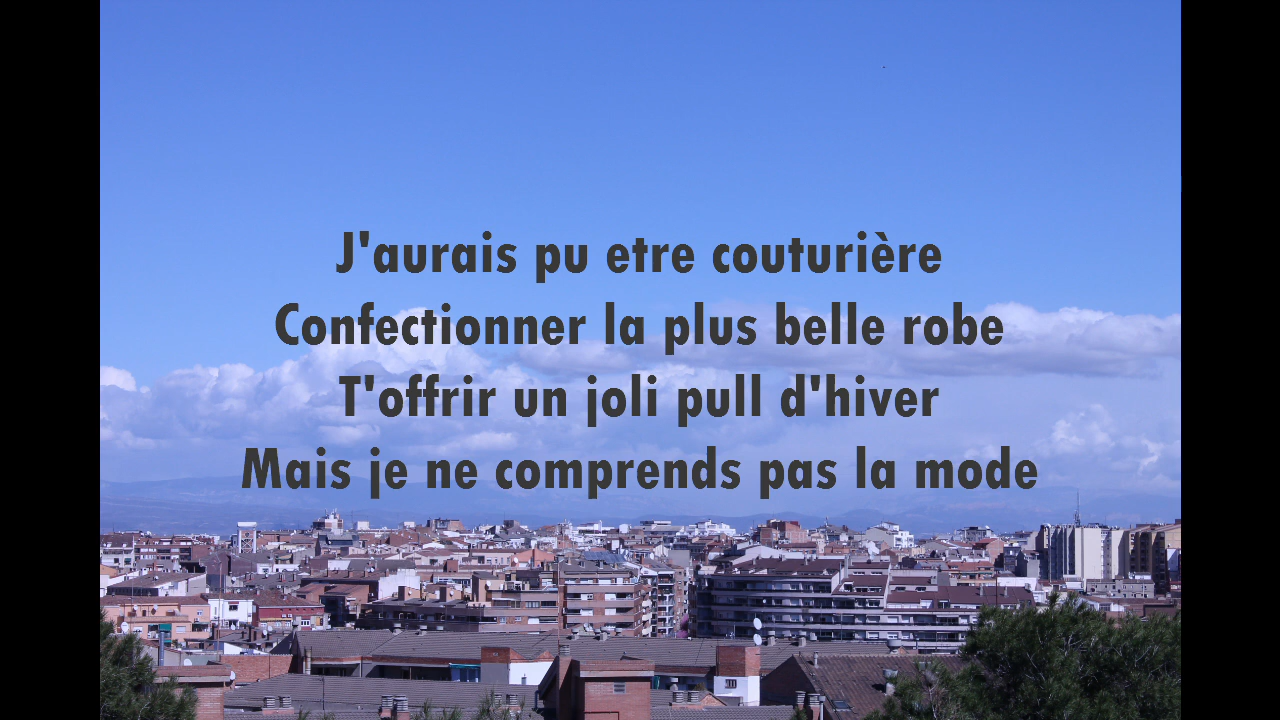 J'aurais pu etre couturière
Confectionner la plus belle robe
T'offrir un joli pull d'hiver
Mais je ne comprends pas la mode